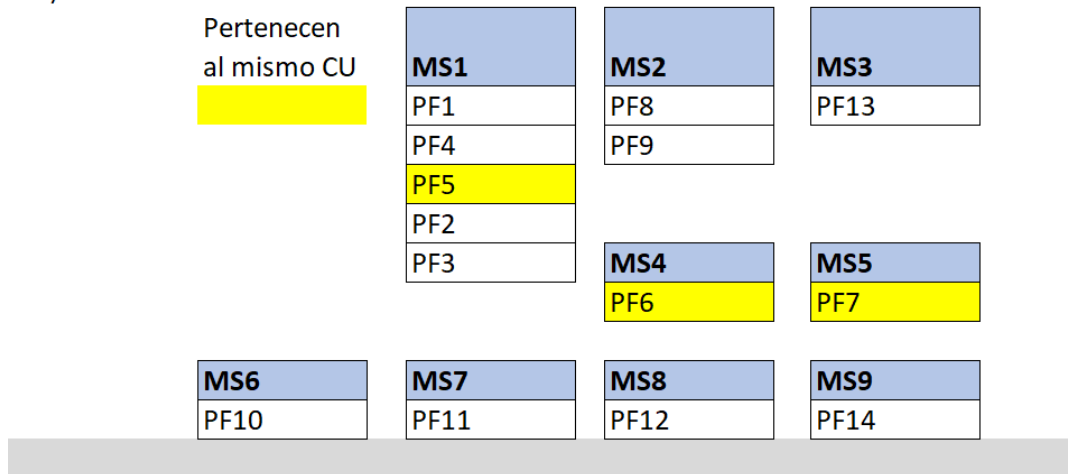 Pertenecen
al mismo CU
MS1
PF1
PF4
PF5
PF2
PF3
MS2
PF8
PF9
MS3
PF13
MS4
PF6
MS5
PF7
MS6
PF10
MS7
PF11
MS8
PF12
MS9
PF14